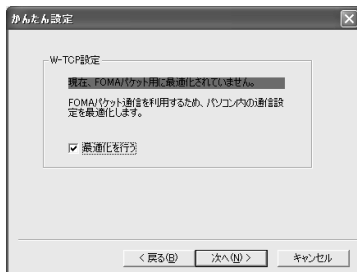 かんたん設定
W-TCP設定
現在、FOMAパケット用に最適化されていません。
FOMAパケット通信を利用するため、パソコン内の通信設
定を最適化します。
最適化を行う
< 戻る(B)
次へ(N) >
キャンセル